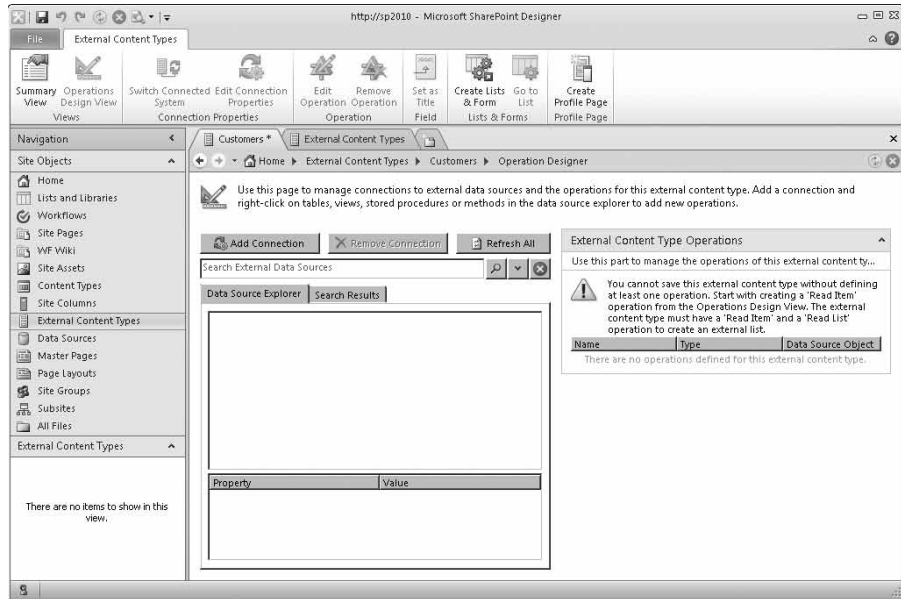 http://sp2010 - Microsoft SharePoint Designer
File External Content Types
Summary View
Operations Design View
Views
Switch Connected System
Edit Connection Properties
Connection Properties
Edit Operation
Remove Operation
Operation
Set as Title
Field
Create Lists & Form
Go to List
Lists & Forms
Create Profile Page
Profile Page
Navigation
Customers * External Content Types
Site Objects
Home External Content Types Customers Operation Designer
Home
Lists and Libraries
Workflows
Site Pages
WF Wiki
Site Assets
Content Types
Site Columns
External Content Types
Data Sources
Master Pages
Page Layouts
Site Groups
Subsites
All Files
External Content Types
There are no items to show in this
view.
Use this page to manage connections to external data sources and the operations for this external content type. Add a connection and
right-click on tables, views, stored procedures or methods in the data source explorer to add new operations.
Add Connection Remove Connection Refresh All
Search External Data Sources
Data Source Explorer Search Results
Property Value
External Content Type Operations
Use this part to manage the operations of this external content ty...
You cannot save this external content type without defining
at least one operation. Start with creating a 'Read Item'
operation from the Operations Design View. The external
content type must have a 'Read Item' and a 'Read List'
operation to create an external list.
Name Type Data Source Object
There are no operations defined for this external content type.